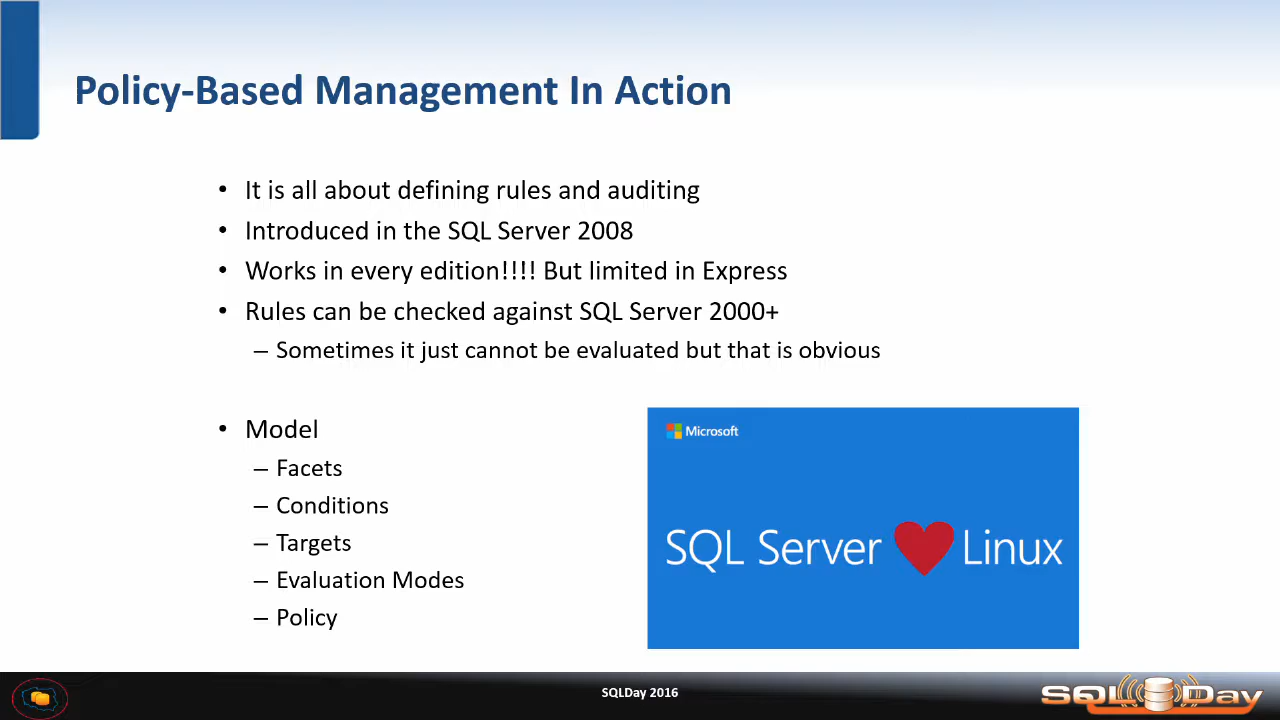 Policy-Based Management In Action
• It is all about defining rules and auditing
• Introduced in the SQL Server 2008
• Works in every edition!!!! But limited in Express
• Rules can be checked against SQL Server 2000+
– Sometimes it just cannot be evaluated but that is obvious
• Model
– Facets
– Conditions
– Targets
– Evaluation Modes
– Policy
Microsoft
SQL Server Linux
SQLDay 2016
SQL Day